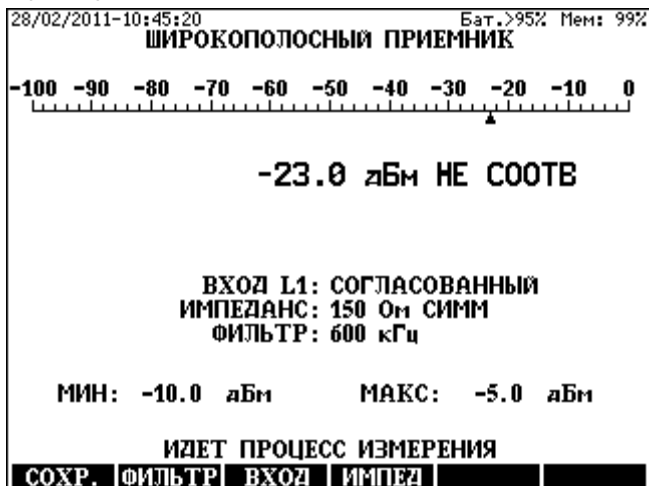 28/02/2011-10:45:20 Бат.>95% Мем: 99%
ШИРОКОПОЛОСНЫЙ ПРИЕМНИК
-100 -90 -80 -70 -60 -50 -40 -30 -20 -10 0
-23.0 дБм НЕ СООТВ
ВХОД L1: СОГЛАСОВАННЫЙ
ИМПЕДАНС: 150 Ом СИММ
ФИЛЬТР: 600 кГц
МИН: -10.0 дБм МАКС: -5.0 дБм
ИДЕТ ПРОЦЕСС ИЗМЕРЕНИЯ
СОХР. ФИЛЬТР ВХОД ИМПЕД